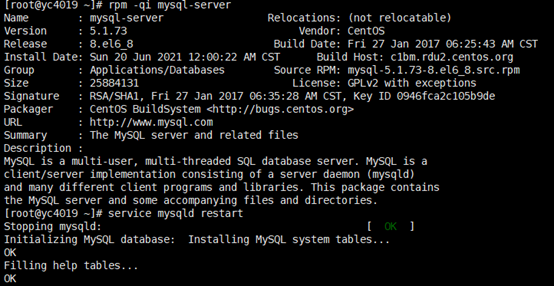 [root@yc4019 ~]# rpm -qi mysql-server
Name        : mysql-server                 Relocations: (not relocatable)
Version     : 5.1.73                            Vendor: CentOS
Release     : 8.el6_8                       Build Date: Fri 27 Jan 2017 06:25:43 AM CST
Install Date: Sun 20 Jun 2021 12:00:22 AM CST      Build Host: c1bm.rdu2.centos.org
Group       : Applications/Databases        Source RPM: mysql-5.1.73-8.el6_8.src.rpm
Size        : 25884131                         License: GPLv2 with exceptions
Signature   : RSA/SHA1, Fri 27 Jan 2017 06:35:28 AM CST, Key ID 0946fca2c105b9de
Packager    : CentOS BuildSystem <http://bugs.centos.org>
URL         : http://www.mysql.com
Summary     : The MySQL server and related files
Description :
MySQL is a multi-user, multi-threaded SQL database server. MySQL is a
client/server implementation consisting of a server daemon (mysqld)
and many different client programs and libraries. This package contains
the MySQL server and some accompanying files and directories.
[root@yc4019 ~]# service mysqld restart
Stopping mysqld:                                           [  OK  ]
Initializing MySQL database:  Installing MySQL system tables...
OK
Filling help tables...
OK